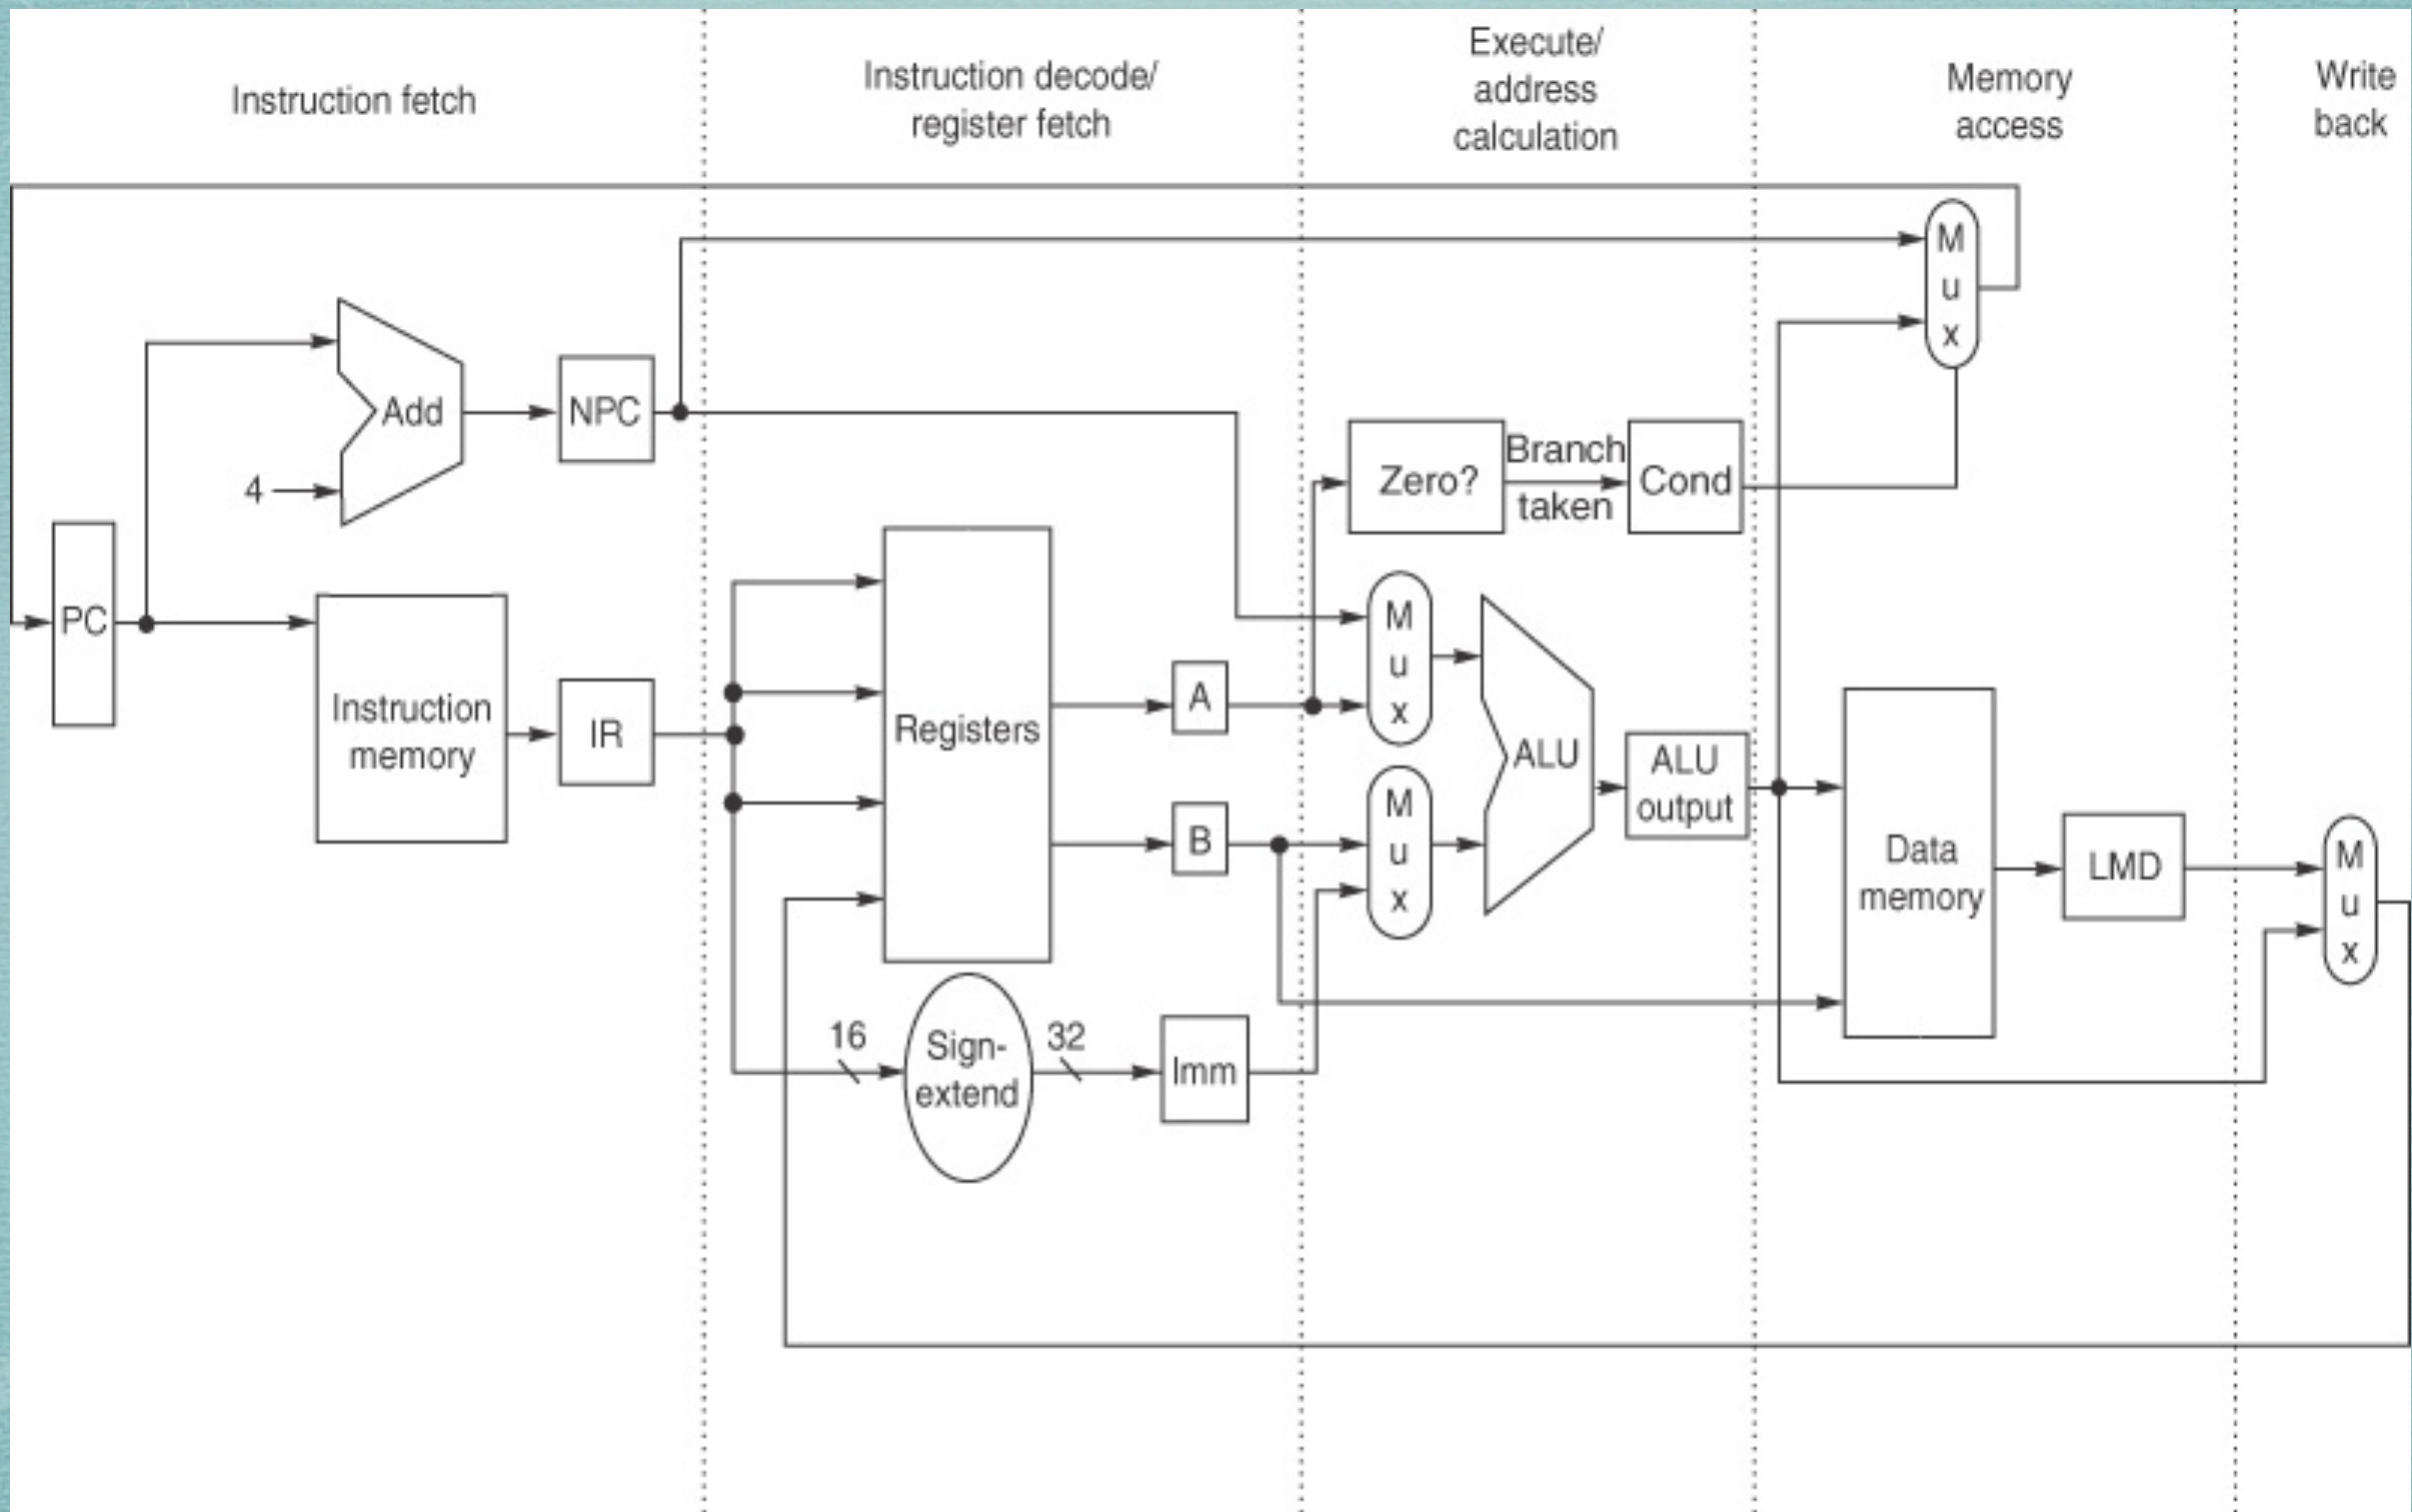 Instruction fetch
Instruction decode/
register fetch
Execute/
address
calculation
Memory
access
Write
back
M
u
x
Add
NPC
4
Zero?
Branch
taken
Cond
PC
Instruction
memory
IR
Registers
A
B
M
u
x
M
u
x
ALU
ALU
output
Data
memory
LMD
M
u
x
16
Sign-
extend
32
Imm